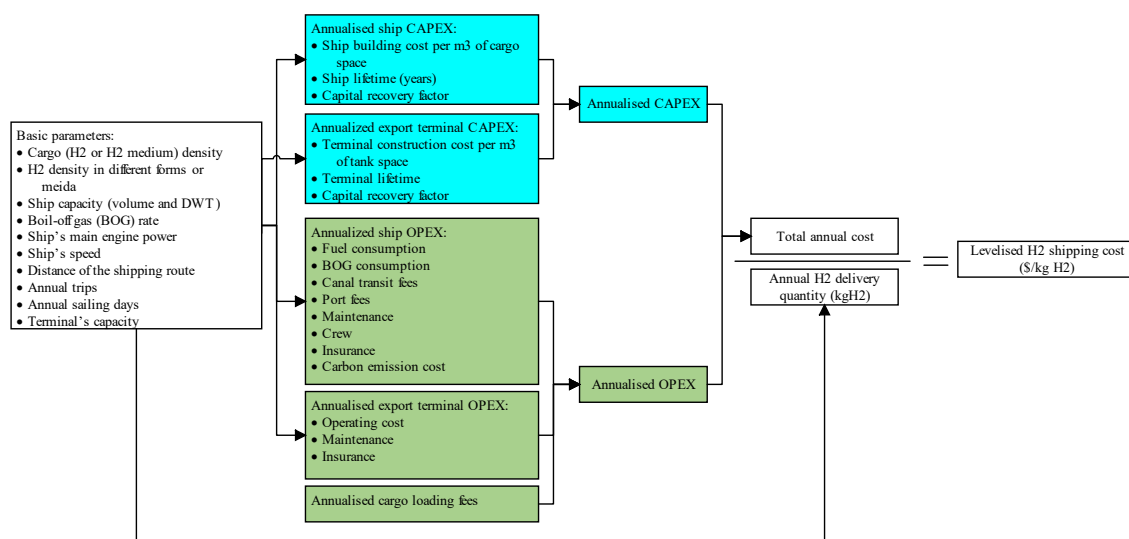 Basic parameters:
• Cargo (H2 or H2 medium) density
• H2 density in different forms or
meida
• Ship capacity (volume and DWT)
• Boil-off gas (BOG) rate
• Ship's main engine power
• Ship's speed
• Distance of the shipping route
• Annual trips
• Annual sailing days
• Terminal's capacity
Annualised ship CAPEX:
• Ship building cost per m3 of cargo
space
• Ship lifetime (years)
• Capital recovery factor
Annualized export terminal CAPEX:
• Terminal construction cost per m3
of tank space
• Terminal lifetime
• Capital recovery factor
Annualized ship OPEX:
• Fuel consumption
• BOG consumption
• Canal transit fees
• Port fees
• Maintenance
• Crew
• Insurance
• Carbon emission cost
Annualised export terminal OPEX:
• Operating cost
• Maintenance
• Insurance
Annualised cargo loading fees
Annualised CAPEX
Annualised OPEX
Total annual cost
Annual H2 delivery
quantity (kgH2)
=
Levelised H2 shipping cost
($/kg H2)